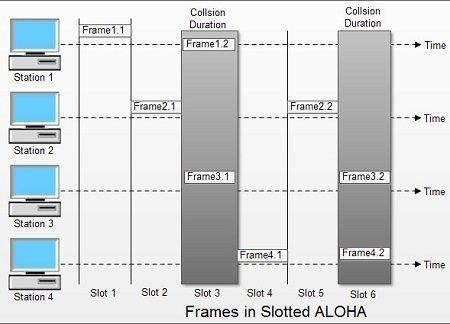 Collsion Duration
Collsion Duration
Frame1.1
Frame1.2
Time
Station 1
Frame2.1
Frame2.2
Time
Station 2
Frame3.1
Frame3.2
Time
Station 3
Frame4.1
Frame4.2
Time
Station 4
Slot 1
Slot 2
Slot 3
Slot 4
Slot 5
Slot 6
Frames in Slotted ALOHA